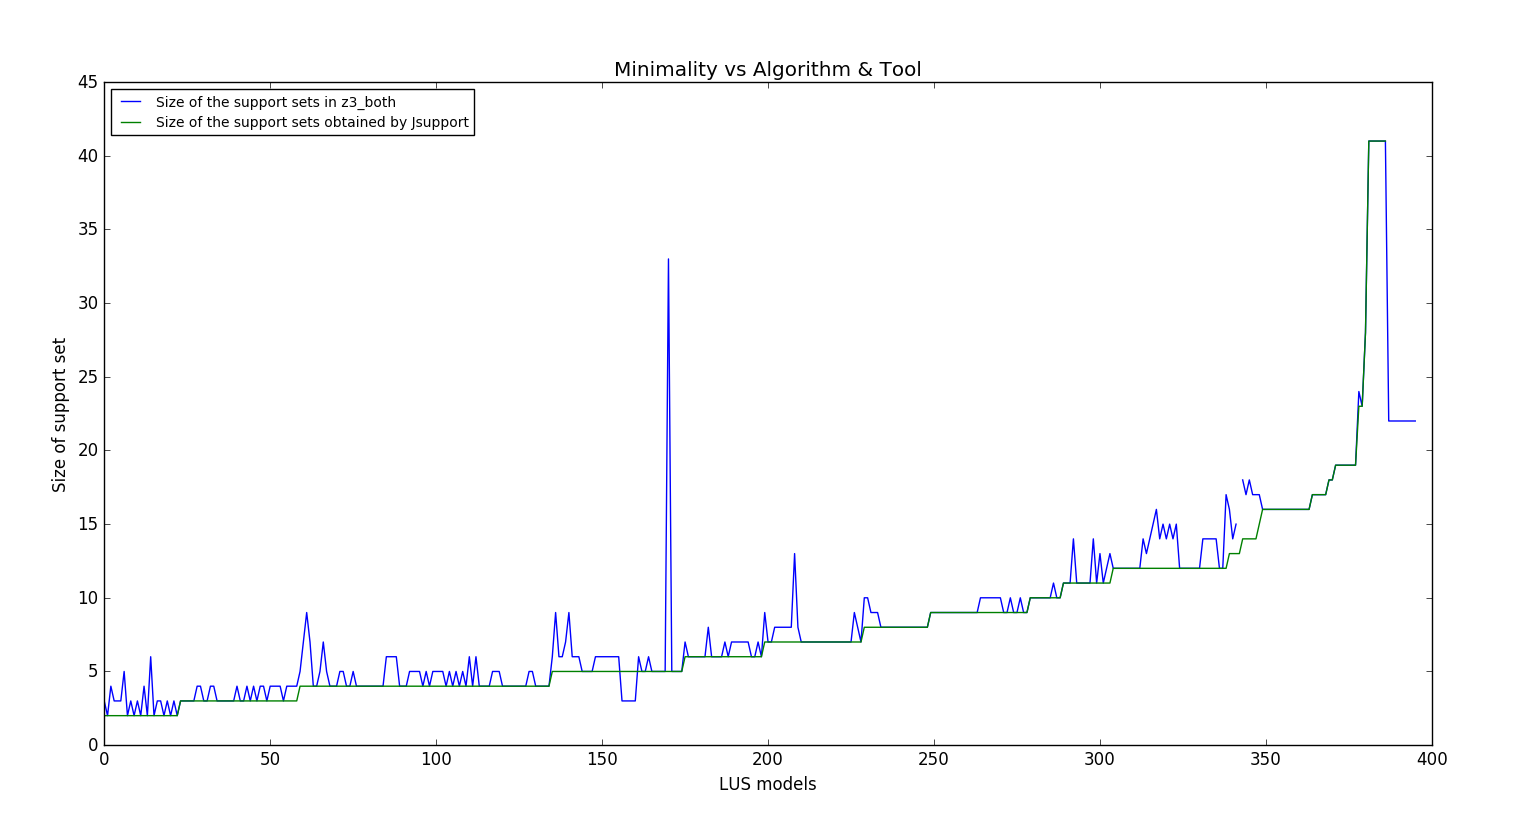 Minimality vs Algorithm & Tool
Size of the support sets in z3_both
Size of the support sets obtained by Jsupport
Size of support set
45
40
35
30
25
20
15
10
5
0
0 50 100 150 200 250 300 350 400
LUS models